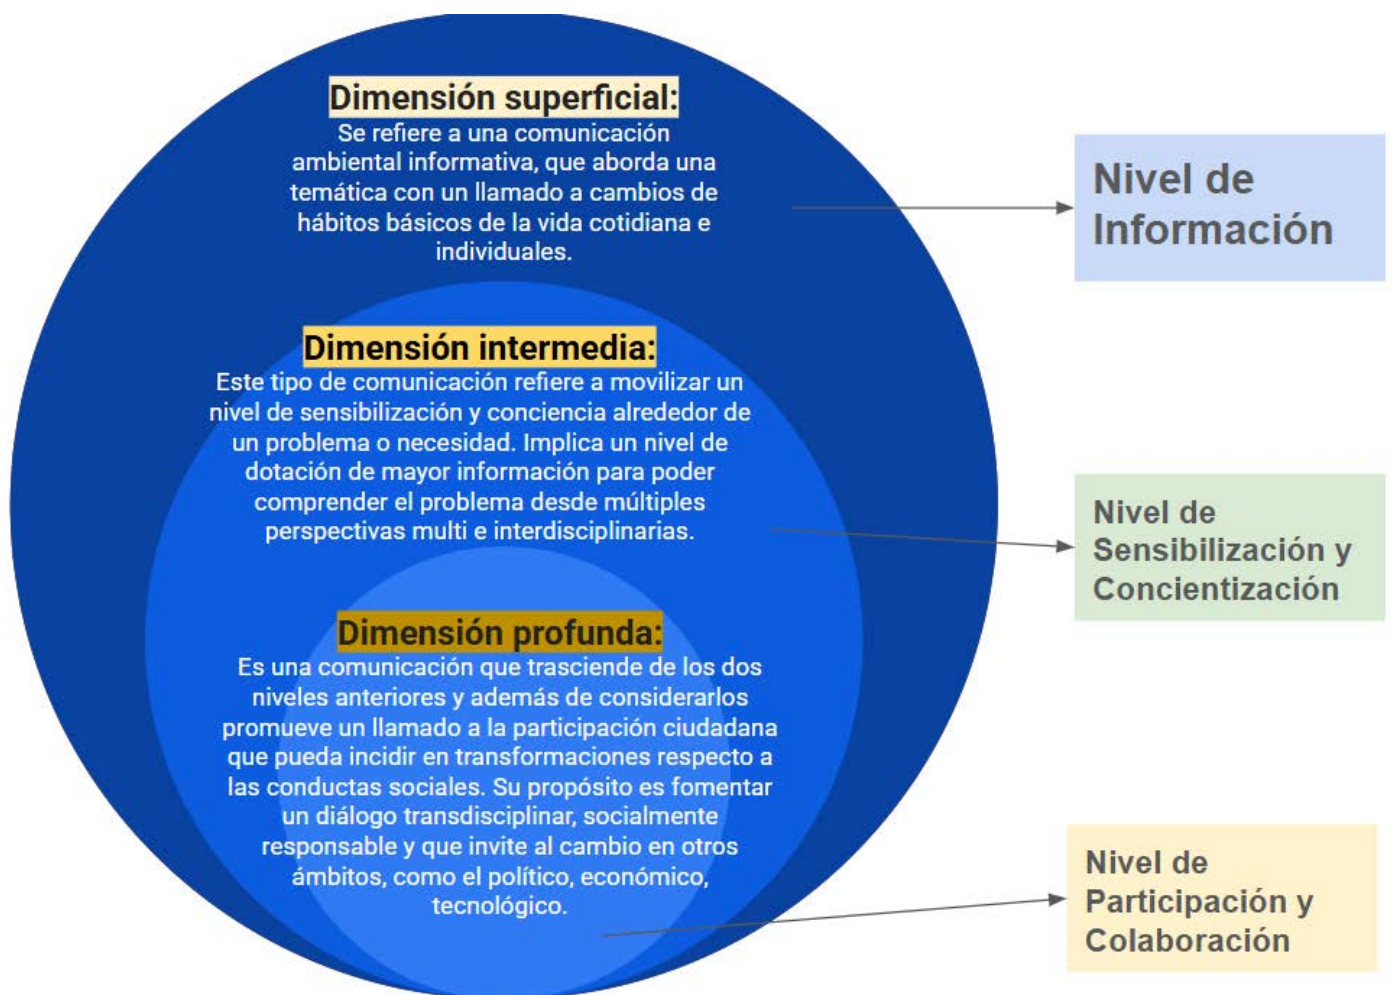 Dimensión superficial:
Se refiere a una comunicación
ambiental informativa, que aborda una
temática con un llamado a cambios de
hábitos básicos de la vida cotidiana e
individuales.
Nivel de
Información
Dimensión intermedia:
Este tipo de comunicación refiere a movilizar un
nivel de sensibilización y conciencia alrededor de
un problema o necesidad. Implica un nivel de
dotación de mayor información para poder
comprender el problema desde múltiples
perspectivas multi e interdisciplinarias.
Nivel de
Sensibilización y
Concientización
Dimensión profunda:
Es una comunicación que trasciende de los dos
niveles anteriores y además de considerarlos
promueve un llamado a la participación ciudadana
que pueda incidir en transformaciones respecto a
las conductas sociales. Su propósito es fomentar
un diálogo transdisciplinar, socialmente
responsable y que invite al cambio en otros
ámbitos, como el político, económico,
tecnológico.
Nivel de
Participación y
Colaboración